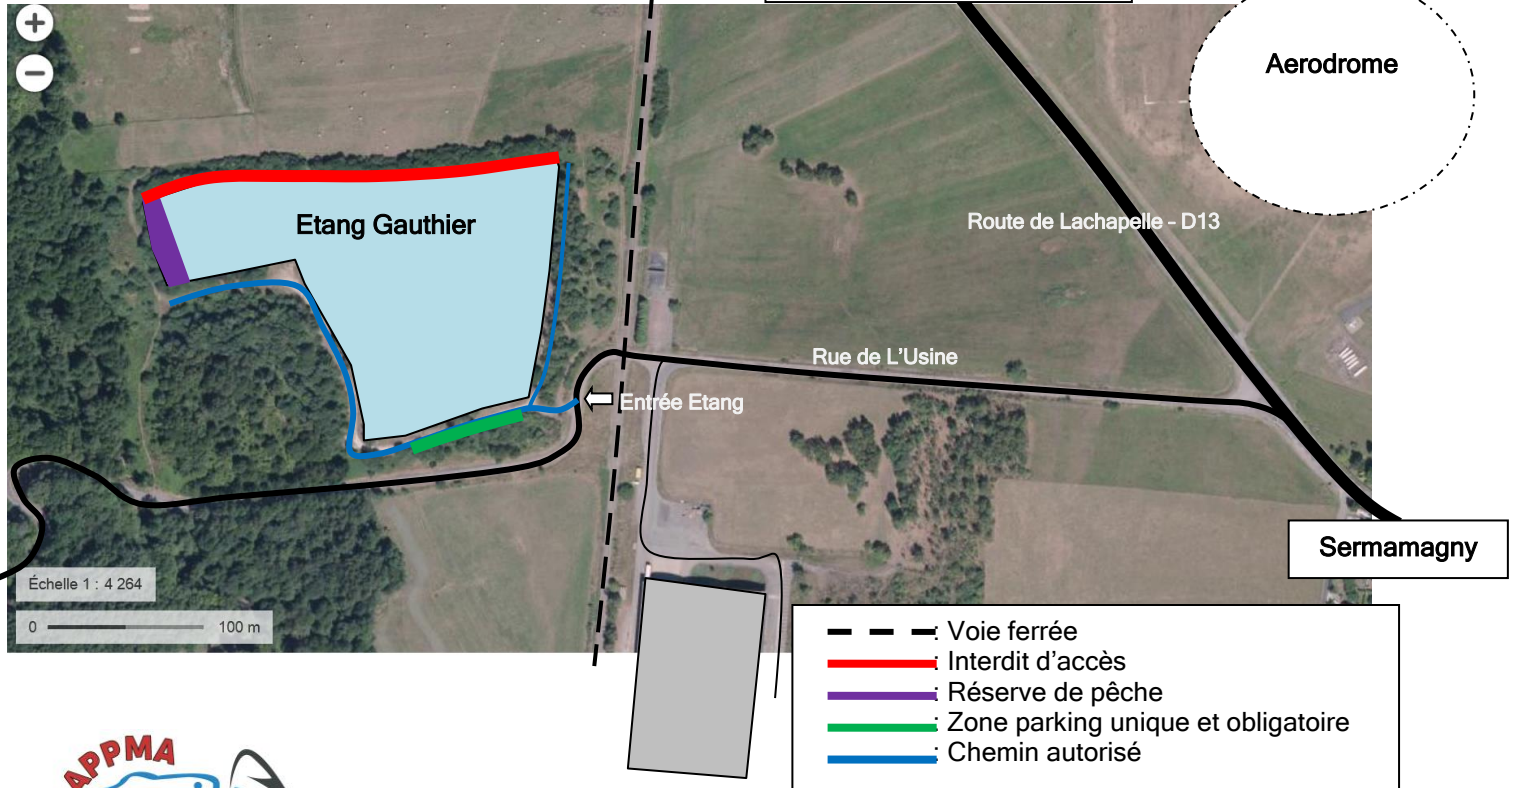 +
−
Aerodrome
Etang Gauthier
Route de Lachapelle - D13
Rue de L'Usine
Entrée Etang
Sermamagny
Échelle 1 : 4 264
0 100 m
: Voie ferrée
: Interdit d'accès
: Réserve de pêche
: Zone parking unique et obligatoire
: Chemin autorisé
APPMA